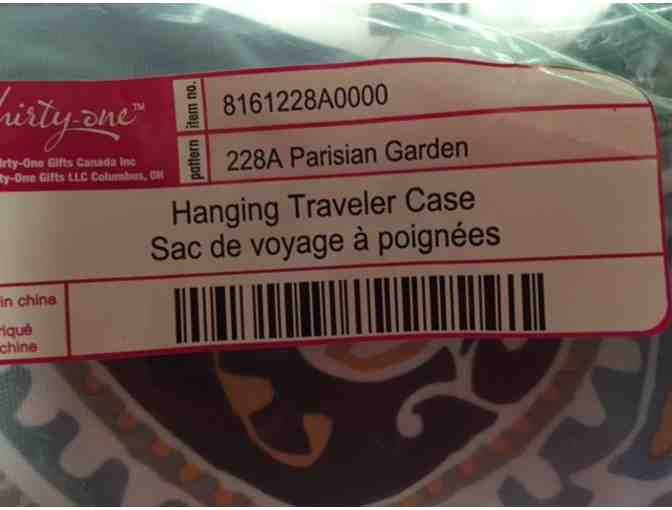 hirty-one™
item no.
8161228A0000
irty-One Gifts Canada Inc
ty-One Gifts LLC Columbus, OH
pattern
228A Parisian Garden
Hanging Traveler Case
Sac de voyage à poignées
in china
riqué
chine